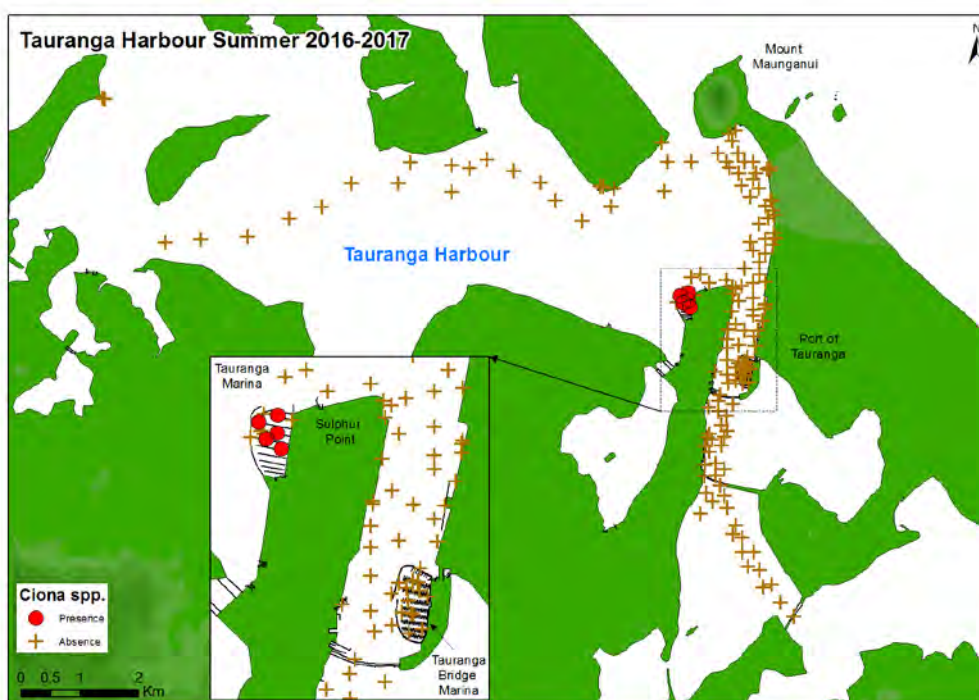 Tauranga Harbour Summer 2016-2017
N
Mount
Maunganui
Tauranga Harbour
Port of
Tauranga
Tauranga
Marina
Sulphur
Point
Tauranga
Bridge
Marina
Ciona spp.
Presence
Absence
0 0.5 1 2
Km